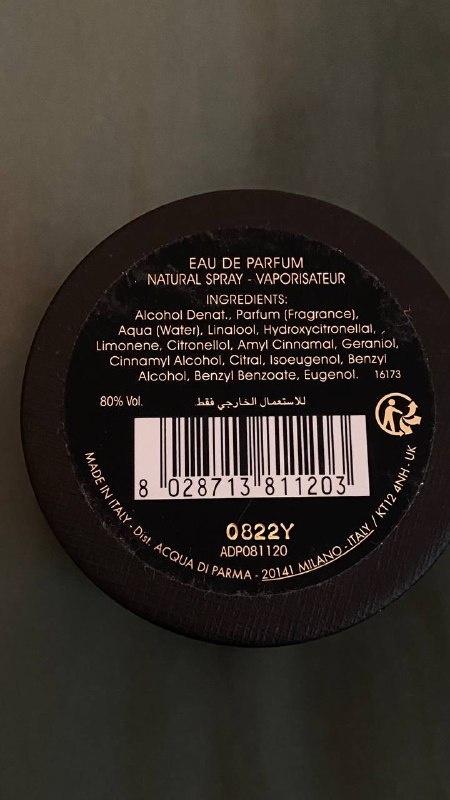 EAU DE PARFUM
NATURAL SPRAY - VAPORISATEUR
INGREDIENTS:
Alcohol Denat., Parfum (Fragrance),
Aqua (Water), Linalool, Hydroxycitronellal,
Limonene, Citronellol, Amyl Cinnamal, Geraniol,
Cinnamyl Alcohol, Citral, Isoeugenol, Benzyl
Alcohol, Benzyl Benzoate, Eugenol. 16173
80% Vol. للاستعمال الخارجي فقط
8 028713 811203
0822Y
ADP081120
MADE IN ITALY - Dist. ACQUA DI PARMA - 20141 MILANO - ITALY / KT12 4NH - UK